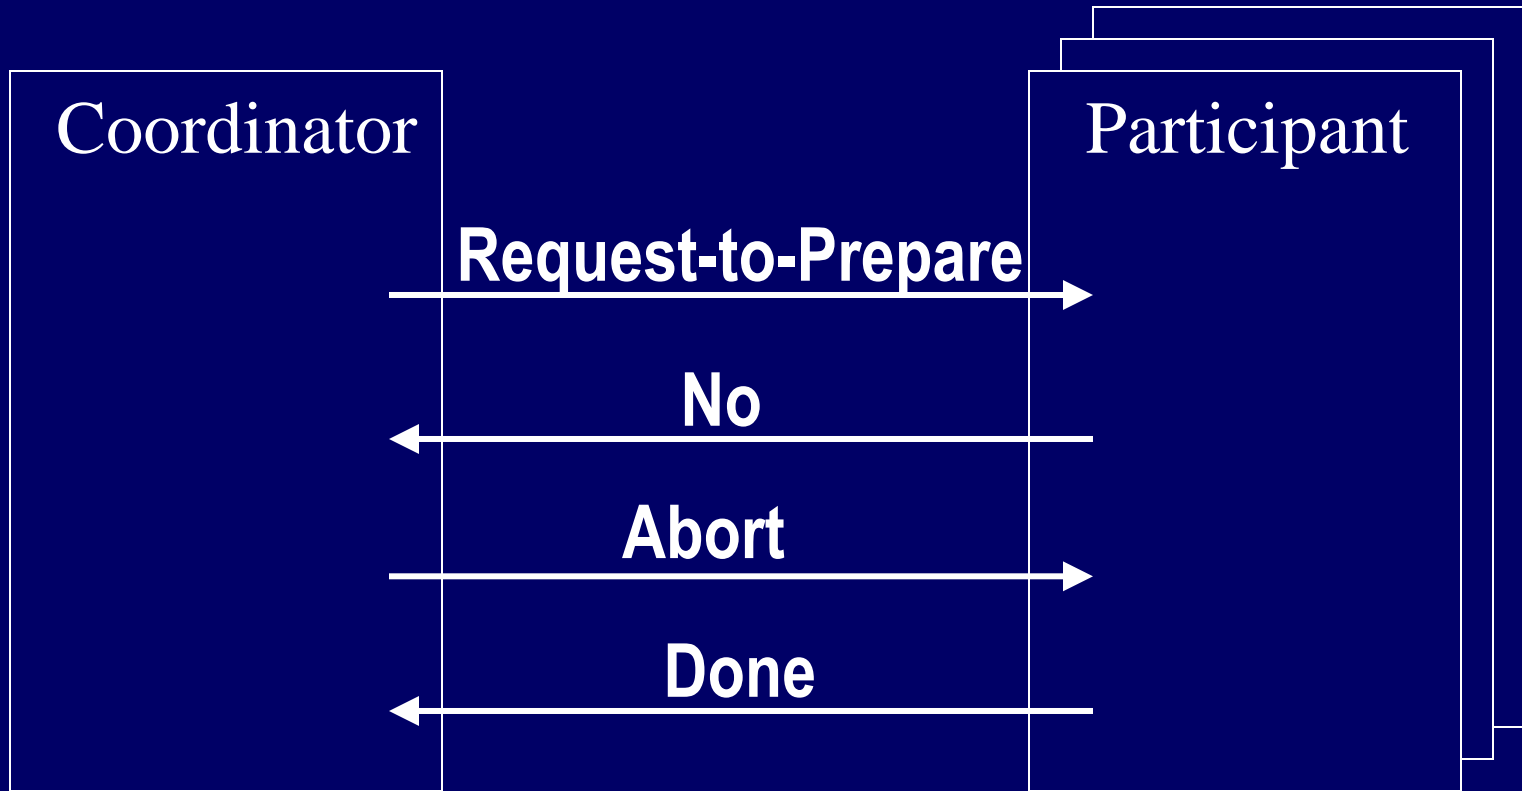 Coordinator
Participant
Request-to-Prepare
No
Abort
Done